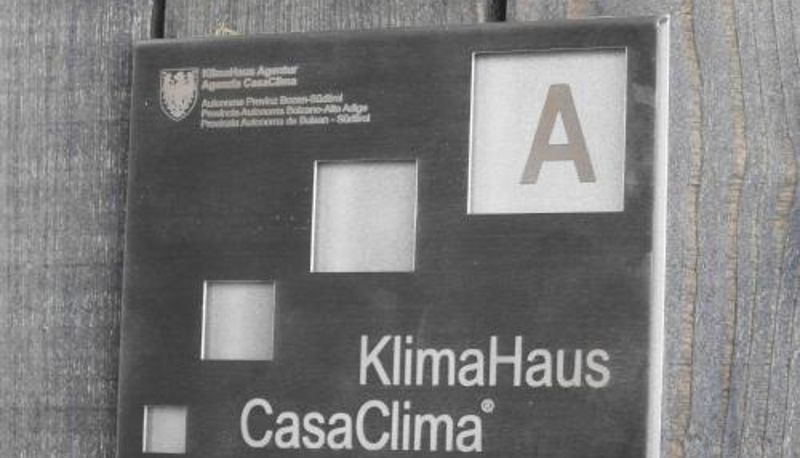 KlimaHaus Agentur
Agenzia CasaClima
Autonome Provinz Bozen-Südtirol
Provincia Autonoma Bolzano-Alto Adige
Provinzia Autonoma de Bulsan - Südtirol
A
KlimaHaus
CasaClima®